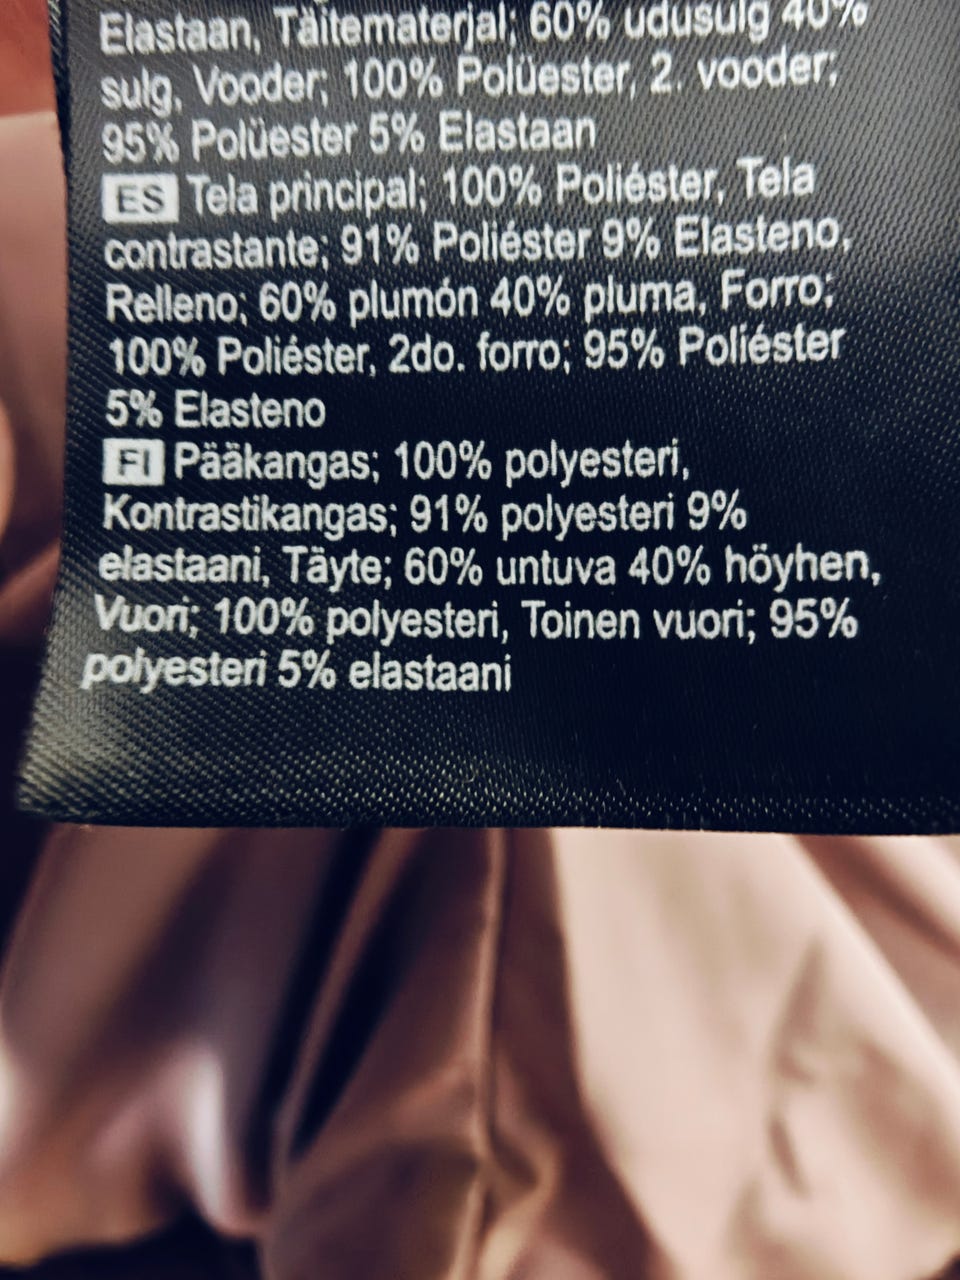 Elastaan, Täitematerjal; 60% udusulg 40%
sulg, Vooder; 100% Polüester, 2. vooder;
95% Polüester 5% Elastaan
ES Tela principal; 100% Poliéster, Tela
contrastante; 91% Poliéster 9% Elasteno,
Relleno; 60% plumón 40% pluma, Forro;
100% Poliéster, 2do. forro; 95% Poliéster
5% Elasteno
FI Pääkangas; 100% polyesteri,
Kontrastikangas; 91% polyesteri 9%
elastaani, Täyte; 60% untuva 40% höyhen,
Vuori; 100% polyesteri, Toinen vuori; 95%
polyesteri 5% elastaani